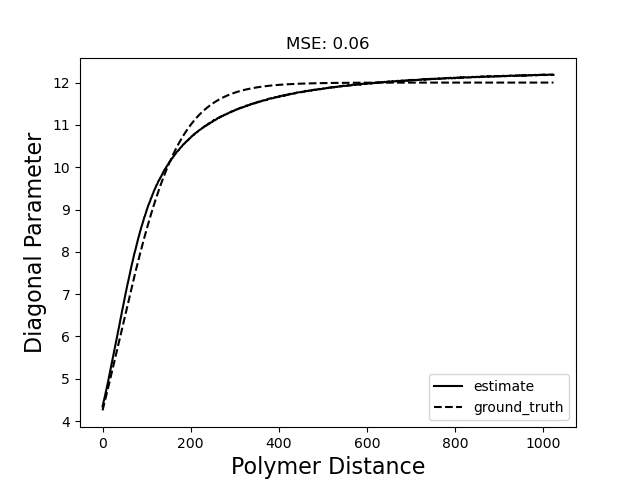 MSE: 0.06
Diagonal Parameter
12
11
10
9
8
7
6
5
4
estimate
ground_truth
0 200 400 600 800 1000
Polymer Distance